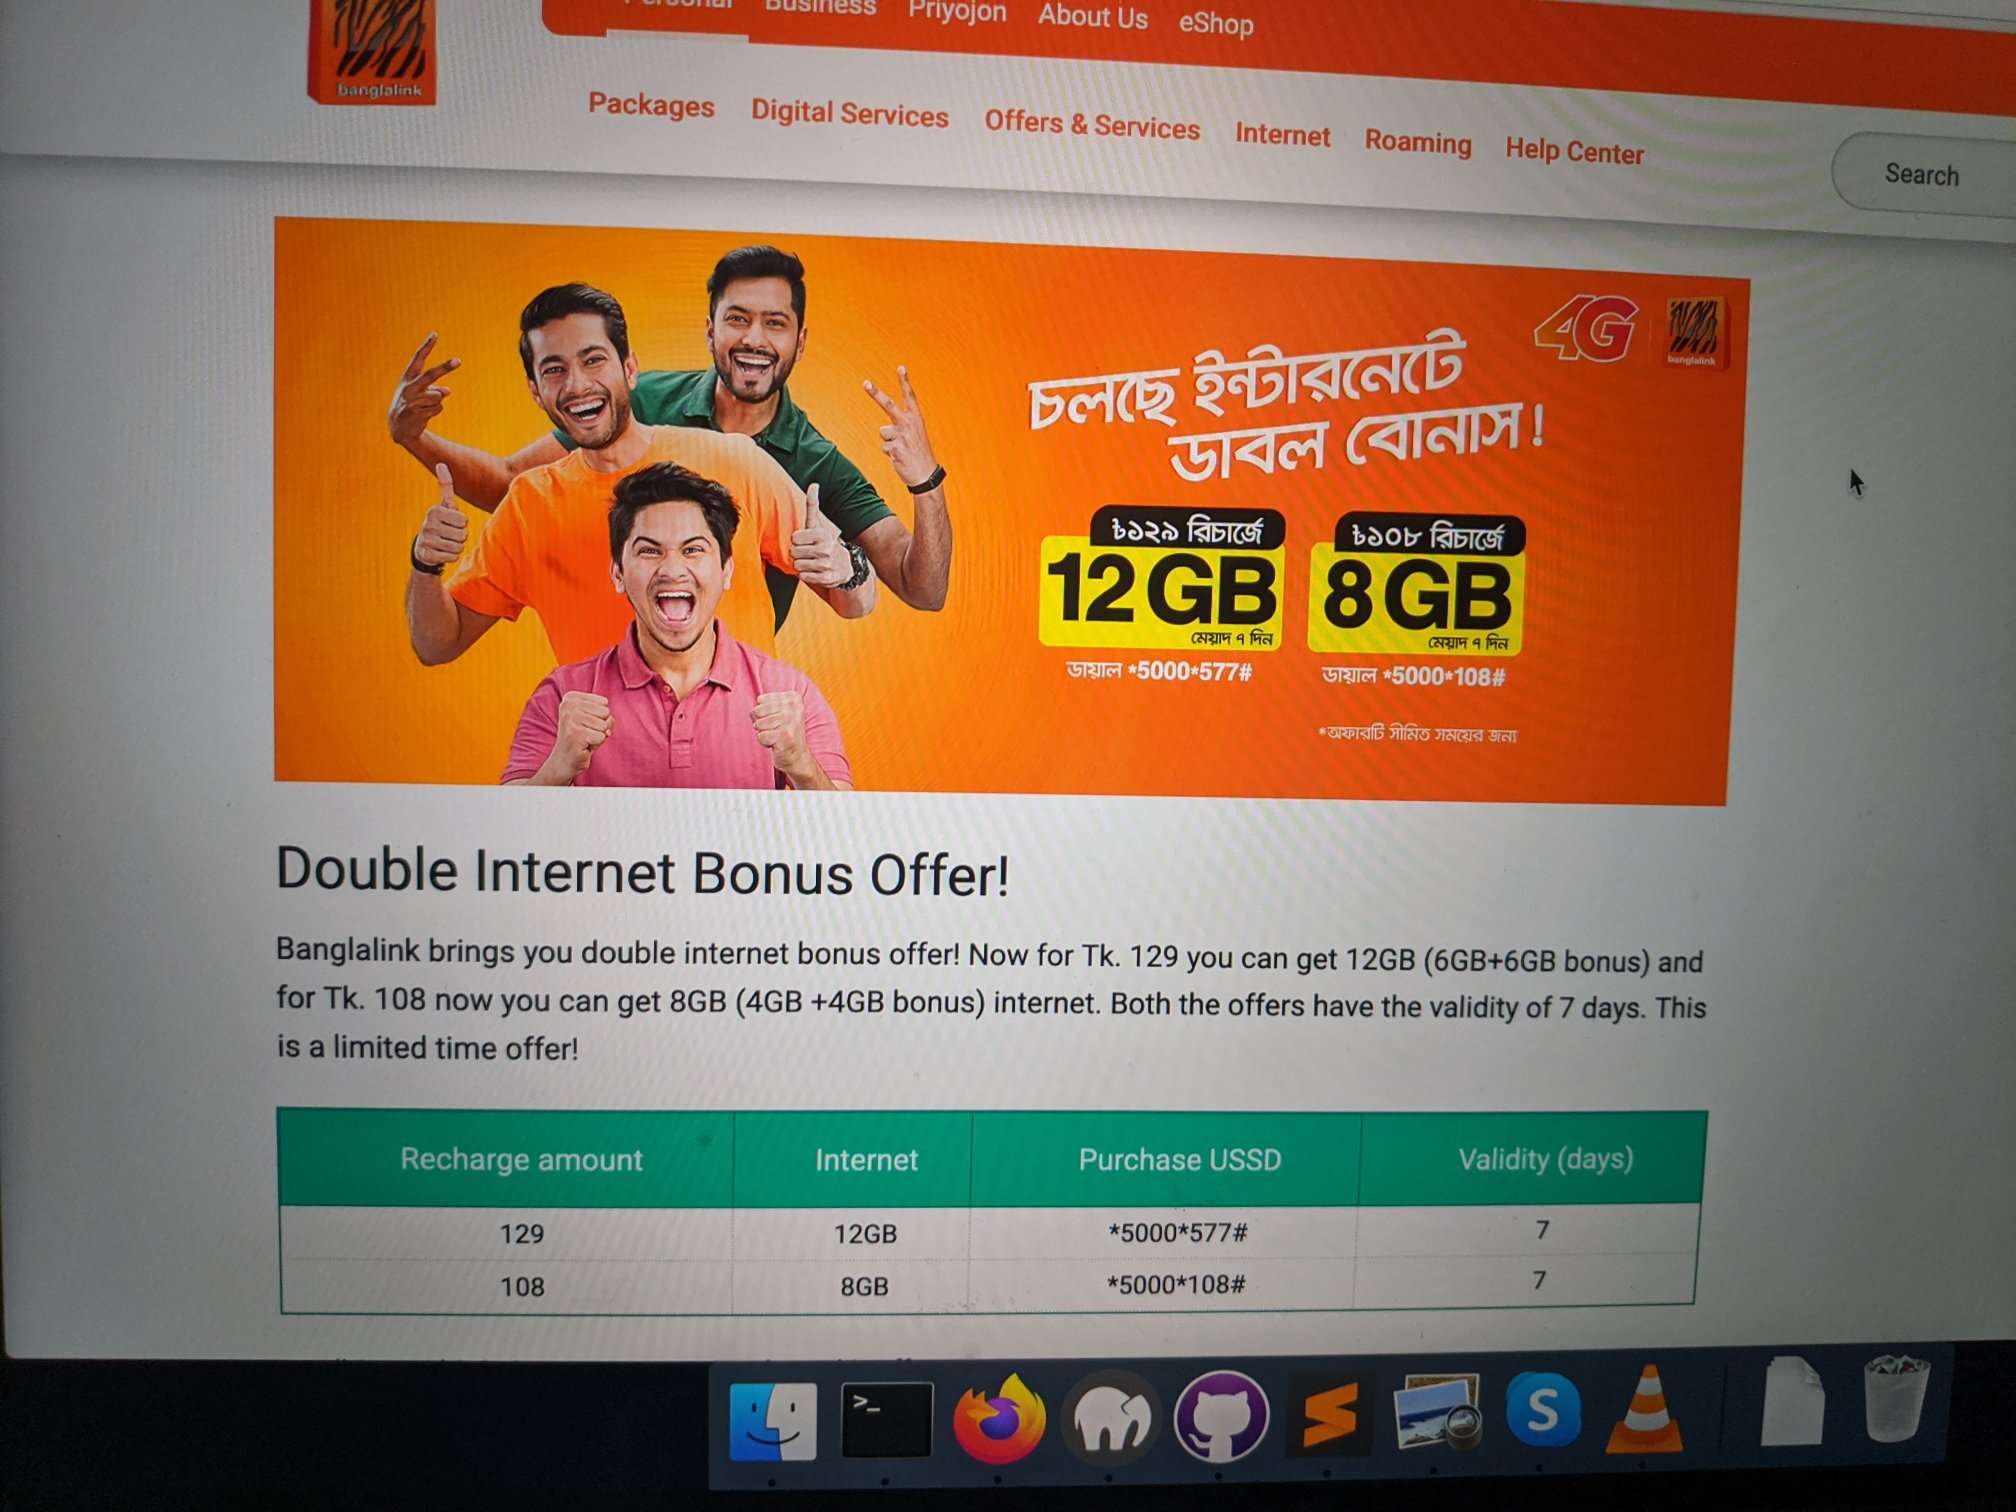 Personal Business Priyojon About Us eShop
banglalink
Packages Digital Services Offers & Services Internet Roaming Help Center
Search
4G
banglalink
চলছে ইন্টারনেটে
ডাবল বোনাস!
৳১২৯ রিচার্জে
12GB
মেয়াদ ৭ দিন
ডায়াল *5000*577#
৳১০৮ রিচার্জে
8GB
মেয়াদ ৭ দিন
ডায়াল *5000*108#
*অফারটি সীমিত সময়ের জন্য
Double Internet Bonus Offer!
Banglalink brings you double internet bonus offer! Now for Tk. 129 you can get 12GB (6GB+6GB bonus) and
for Tk. 108 now you can get 8GB (4GB +4GB bonus) internet. Both the offers have the validity of 7 days. This
is a limited time offer!
Recharge amount Internet Purchase USSD Validity (days)
129 12GB *5000*577# 7
108 8GB *5000*108# 7